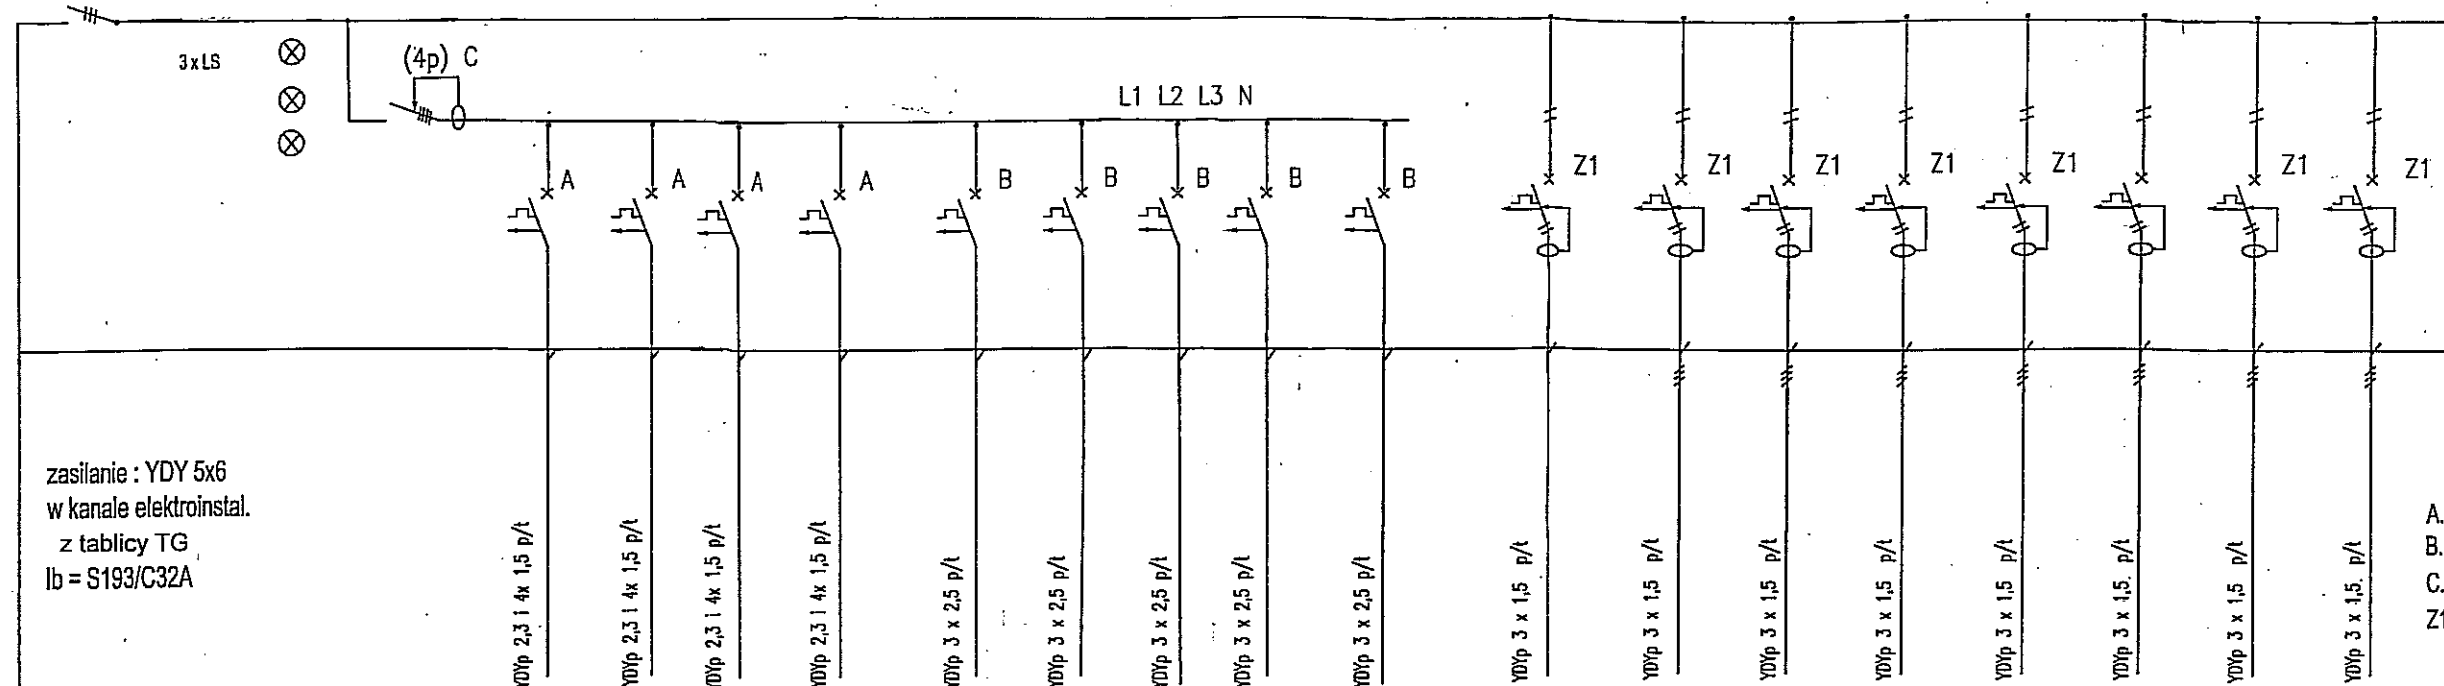 3xLS
(4p) C
L1 L2 L3 N
A
A
A
A
B
B
B
B
B
Z1
Z1
Z1
Z1
Z1
Z1
Z1
zasilanie : YDY 5x6
w kanale elektroinstal.
z tablicy TG
Ib = S193/C32A
YDYp 2,3 i 4x 1,5 p/t
YDYp 2,3 i 4x 1,5 p/t
YDYp 2,3 i 4x 1,5 p/t
YDYp 2,3 i 4x 1,5 p/t
YDYp 3 x 2,5 p/t
YDYp 3 x 2,5 p/t
YDYp 3 x 2,5 p/t
YDYp 3 x 2,5 p/t
YDYp 3 x 2,5 p/t
YDYp 3 x 1,5 p/t
YDYp 3 x 1,5 p/t
YDYp 3 x 1,5 p/t
YDYp 3 x 1,5 p/t
YDYp 3 x 1,5 p/t
YDYp 3 x 1,5. p/t
YDYp 3 x 1,5 p/t
YDYp 3 x 1,5. p/t
A.
B.
C.
Z1